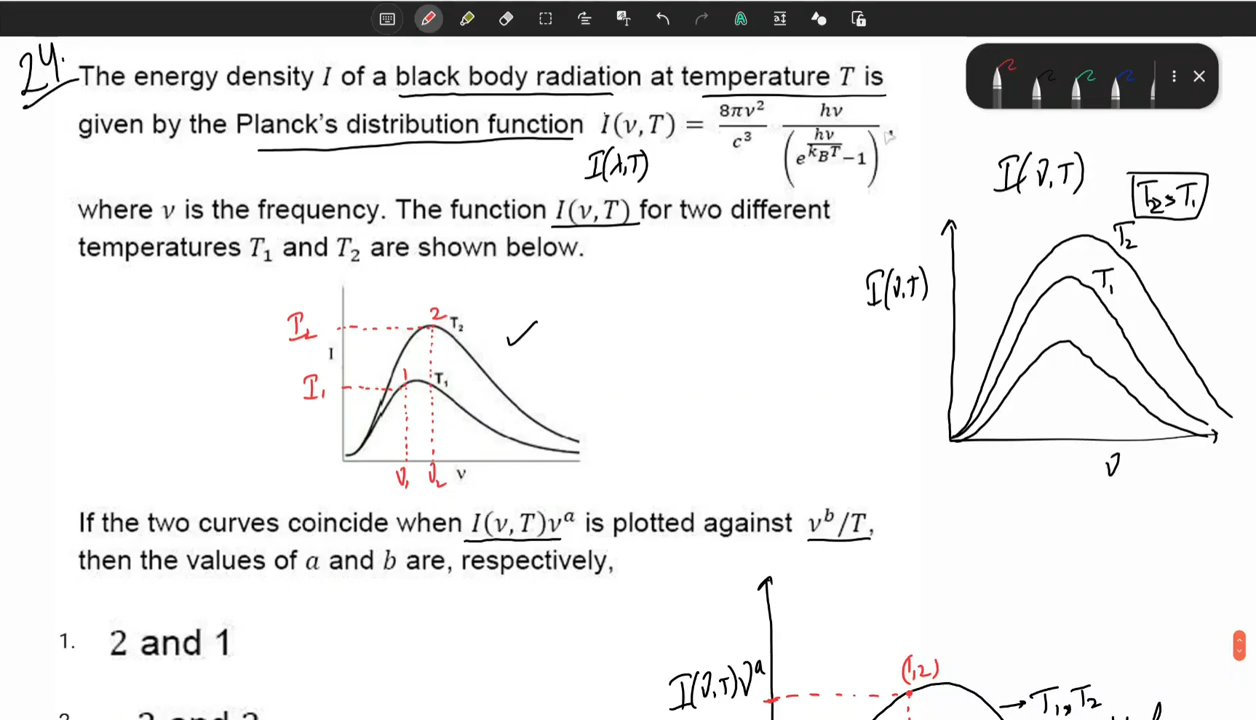 24.
The energy density I of a black body radiation at temperature T is
given by the Planck's distribution function I(ν,T) = 8πν²/c³ hν/(e^(hν/k_BT)−1)
I(λ,T)
where ν is the frequency. The function I(ν,T) for two different
temperatures T₁ and T₂ are shown below.
I(ν,T)
T₂>T₁
I(ν,T)
T₂
T₁
ν
I₂
2
T₂
I
I₁
1
T₁
ν₁ ν₂ ν
If the two curves coincide when I(ν,T)νᵃ is plotted against νᵇ/T,
then the values of a and b are, respectively,
1. 2 and 1
I(ν,T)νᵃ
(1,2)
→ T₁, T₂